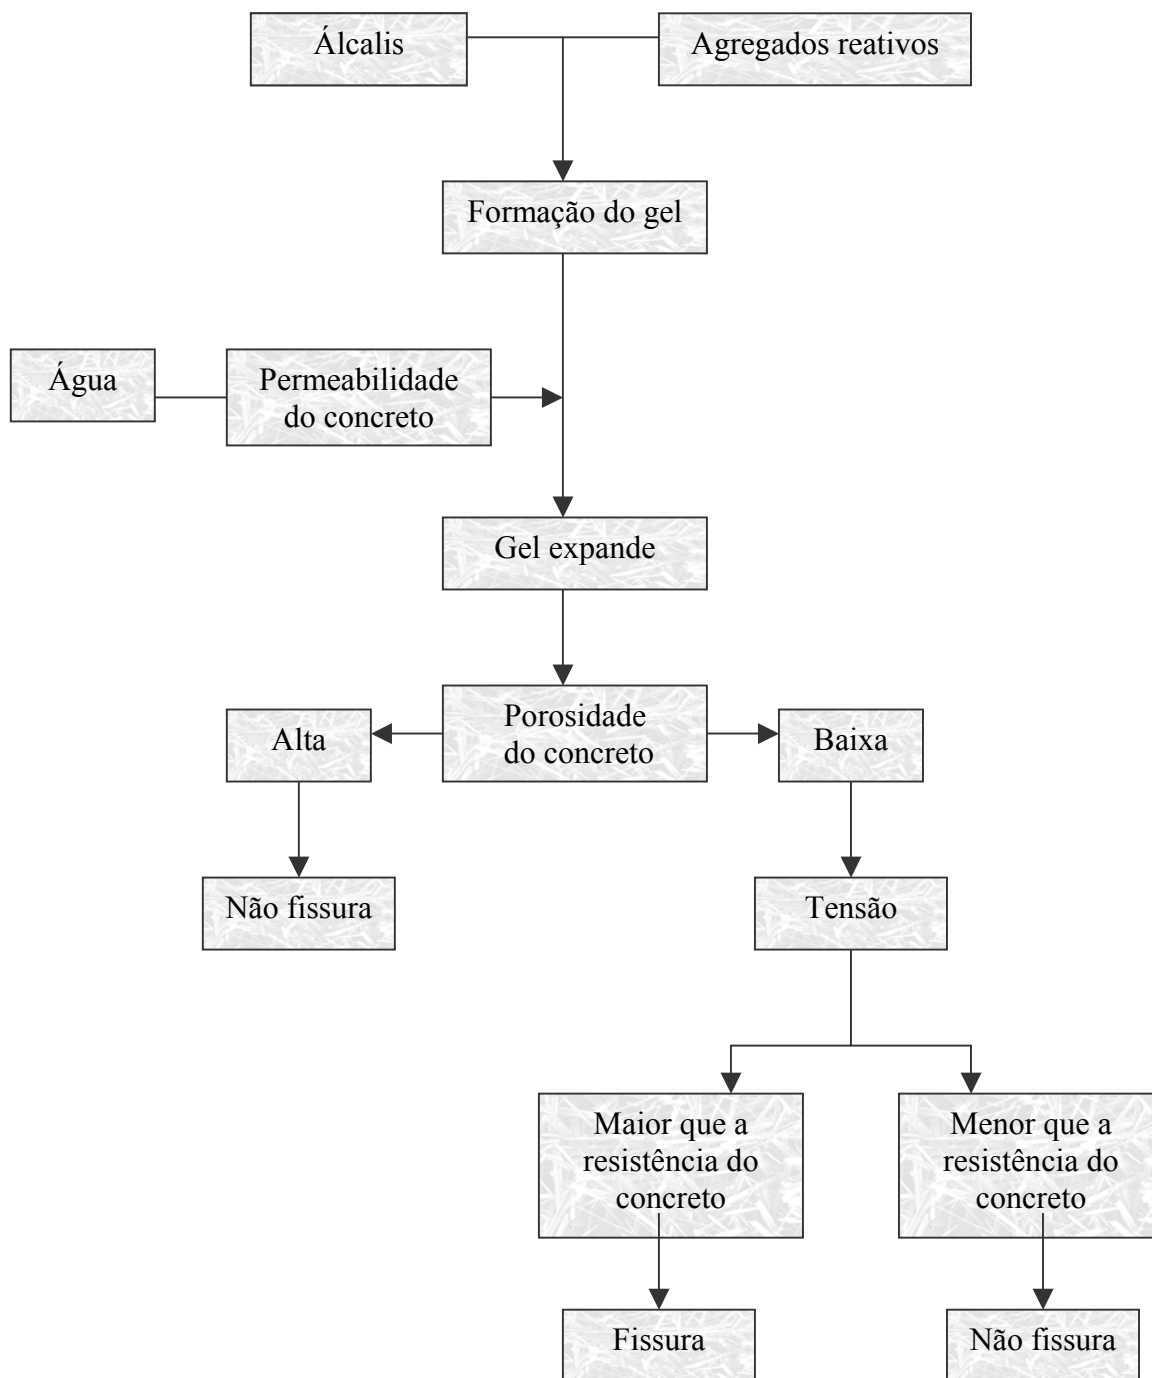 Álcalis
Agregados reativos
Formação do gel
Água
Permeabilidade
do concreto
Gel expande
Alta
Porosidade
do concreto
Baixa
Não fissura
Tensão
Maior que a
resistência do
concreto
Menor que a
resistência do
concreto
Fissura
Não fissura